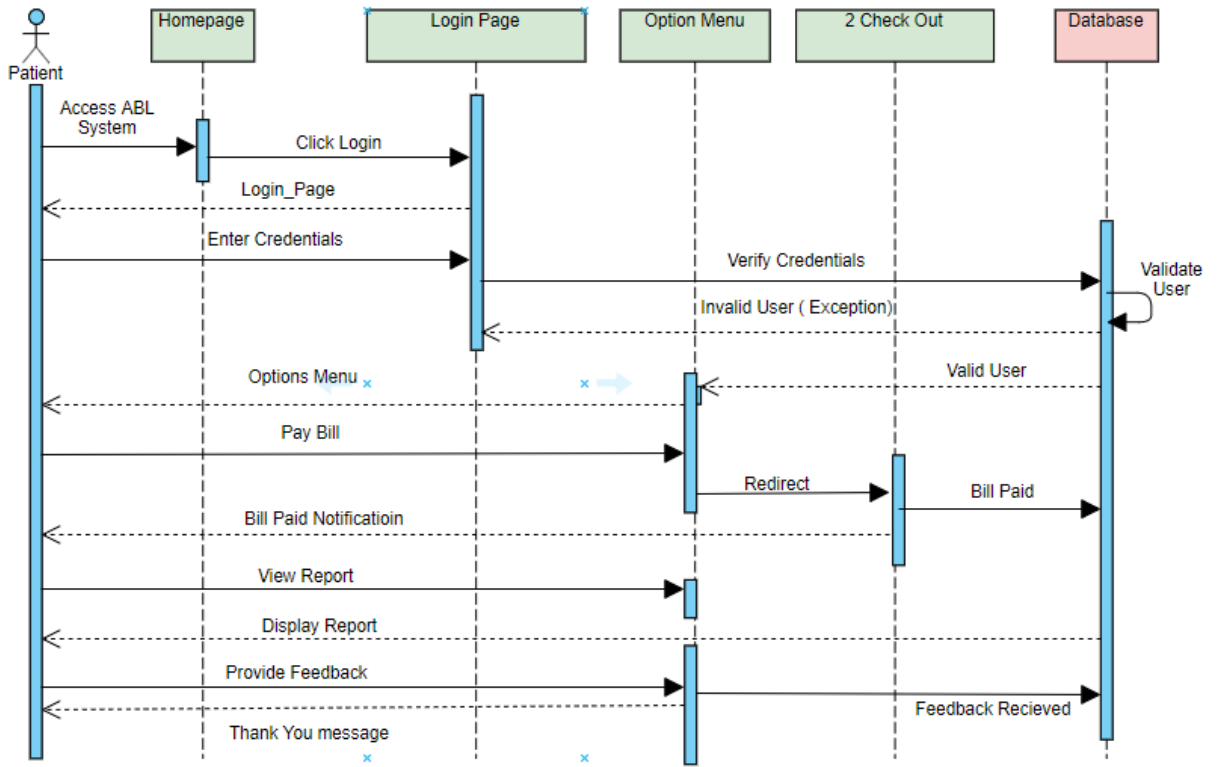 Homepage
Login Page
Option Menu
2 Check Out
Database
Patient
Access ABL
System
Click Login
Login_Page
Enter Credentials
Verify Credentials
Validate
User
Invalid User ( Exception)
Valid User
Options Menu
Pay Bill
Redirect
Bill Paid
Bill Paid Notificatioin
View Report
Display Report
Provide Feedback
Feedback Recieved
Thank You message